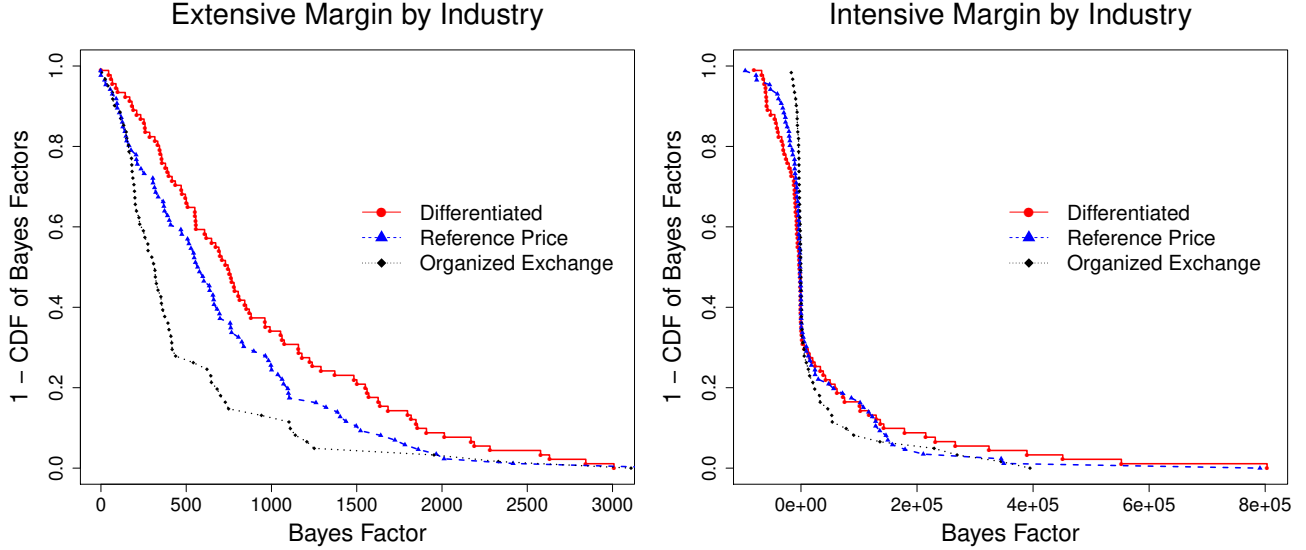 Extensive Margin by Industry
1 − CDF of Bayes Factors
1.0
0.8
0.6
0.4
0.2
0.0
Differentiated
Reference Price
Organized Exchange
0
500
1000
1500
2000
2500
3000
Bayes Factor
Intensive Margin by Industry
1 − CDF of Bayes Factors
1.0
0.8
0.6
0.4
0.2
0.0
Differentiated
Reference Price
Organized Exchange
0e+00
2e+05
4e+05
6e+05
8e+05
Bayes Factor